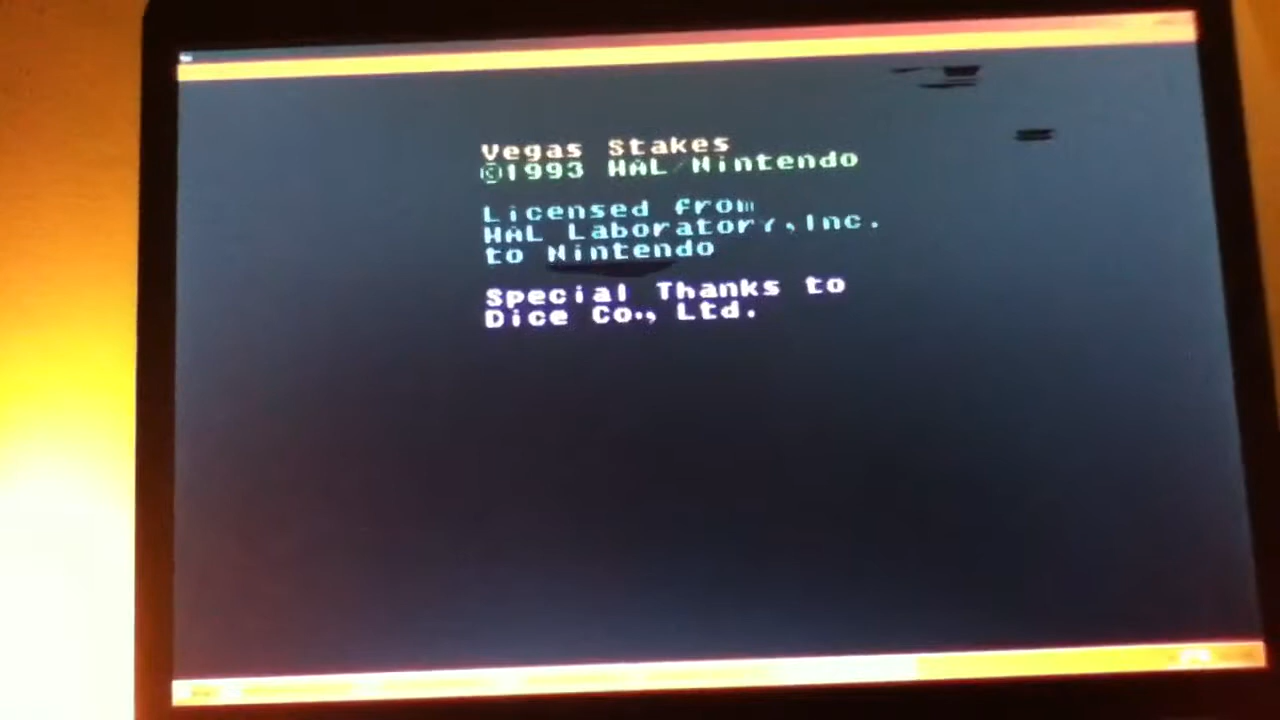 Vegas Stakes
©1993 HAL/Nintendo
Licensed from
HAL Laboratory,Inc.
to Nintendo
Special Thanks to
Dice Co., Ltd.